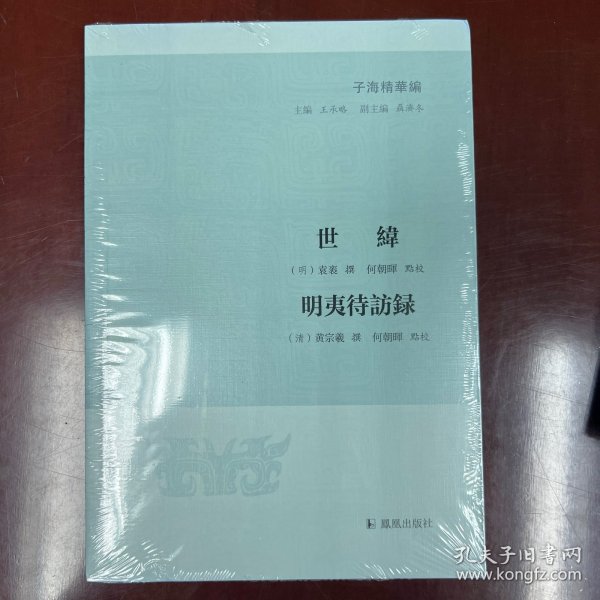 子海精華編
主編 王承略 副主編 聶濟冬
世緯
(明)袁袠 撰 何朝暉 點校
明夷待訪録
(清)黄宗羲 撰 何朝暉 點校
鳳凰出版社
孔夫子旧书网
www.kongfz.com